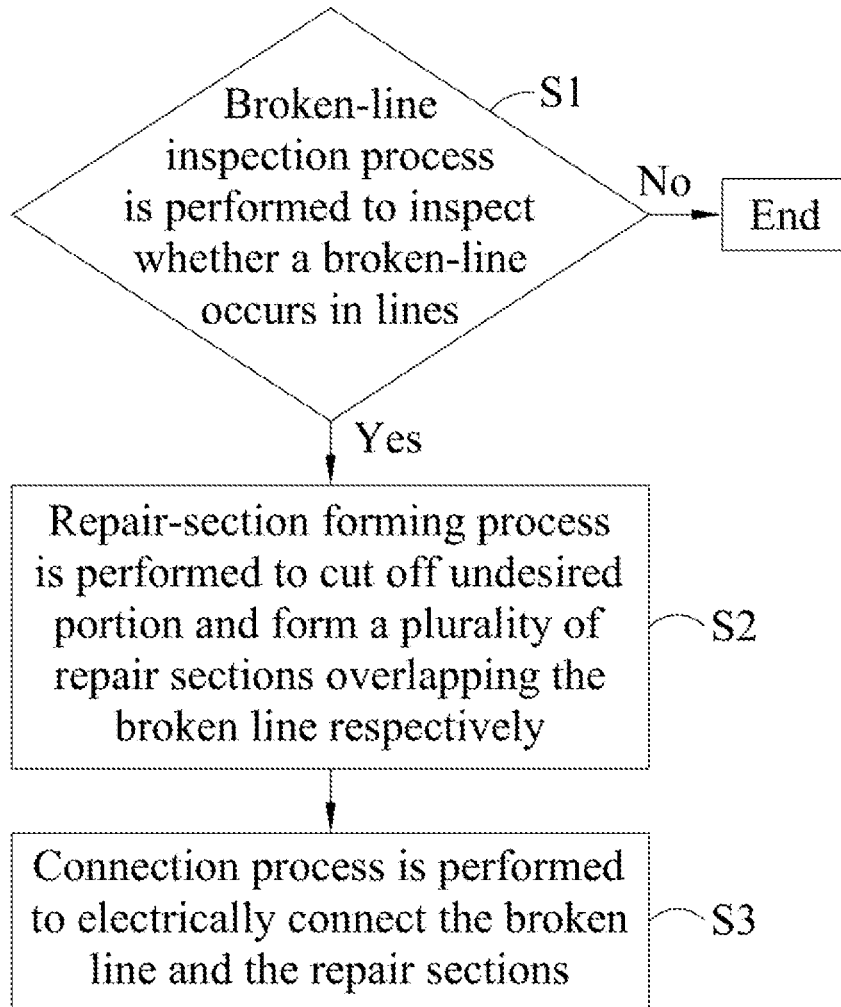 Broken-line
inspection process
is performed to inspect
whether a broken-line
occurs in lines
S1
No
End
Yes
Repair-section forming process
is performed to cut off undesired
portion and form a plurality of
repair sections overlapping the
broken line respectively
S2
Connection process is performed
to electrically connect the broken
line and the repair sections
S3